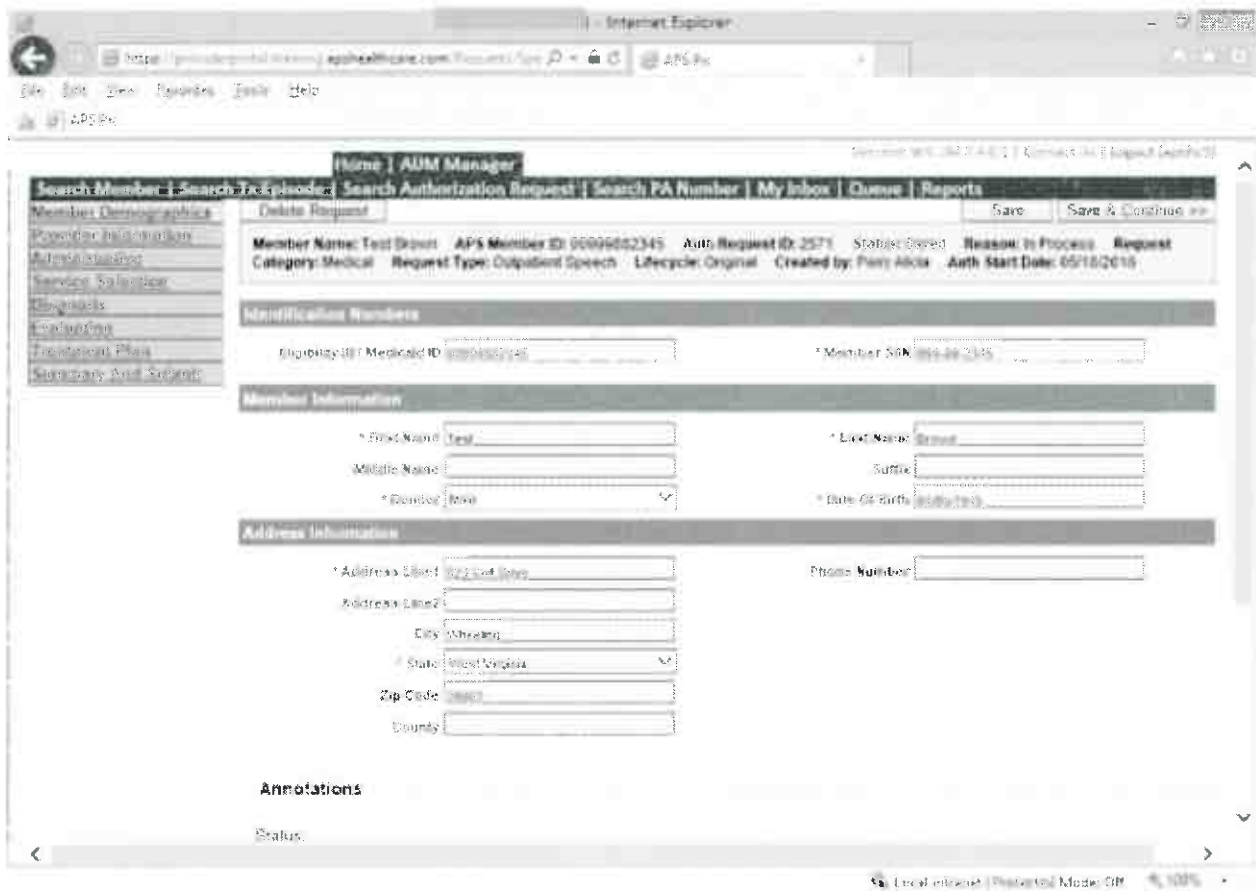 - Internet Explorer
apshealthcare.com
APS Px
File Edit View Favorites Tools Help
APS Px
Home | AUM Manager
Search Member | Search Authorization Request | Search PA Number | My Inbox | Queue | Reports
Member Demographics
Delete Request
Save
Save & Continue >>
Provider Information
Service Selection
Diagnosis
Evaluation
Treatment Plan
Summary And Submit
Member Name: Test Brown APS Member ID: 00999882345 Auth Request ID: 2571 Status: Saved Reason: In Process Request
Category: Medical Request Type: Outpatient Speech Lifecycle: Original Created by: Alicia Auth Start Date:
Identification Numbers
Eligibility ID / Medicaid ID
* Member SSN
Member Information
* First Name Test
* Last Name Brown
Middle Name
Suffix
* Gender Male
* Date Of Birth
Address Information
* Address Line1
Phone Number
Address Line2
City Wheeling
* State West Virginia
Zip Code
County
Annotations
Status:
Local intranet | Protected Mode: Off 100%